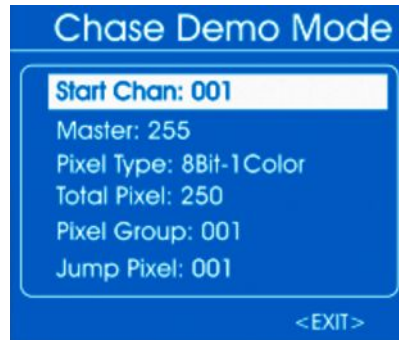 Chase Demo Mode
Start Chan: 001
Master: 255
Pixel Type: 8Bit-1Color
Total Pixel: 250
Pixel Group: 001
Jump Pixel: 001
<EXIT>